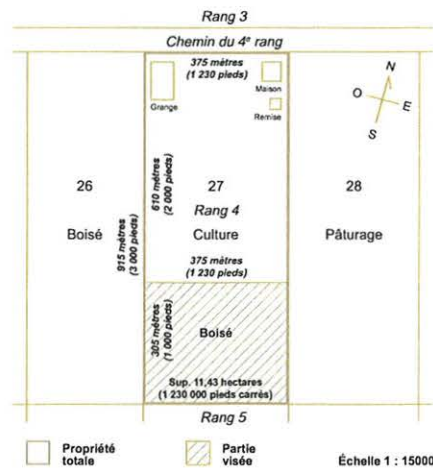 Rang 3
Chemin du 4e rang
375 mètres
(1 230 pieds)
Grange
Maison
Remise
N
O
E
S
26
Boisé
915 mètres
(3 000 pieds)
610 mètres
(2 000 pieds)
27
Rang 4
Culture
28
Pâturage
375 mètres
(1 230 pieds)
305 mètres
(1 000 pieds)
Boisé
Sup. 11,43 hectares
(1 230 000 pieds carrés)
Rang 5
Propriété
totale
Partie
visée
Échelle 1 : 15000